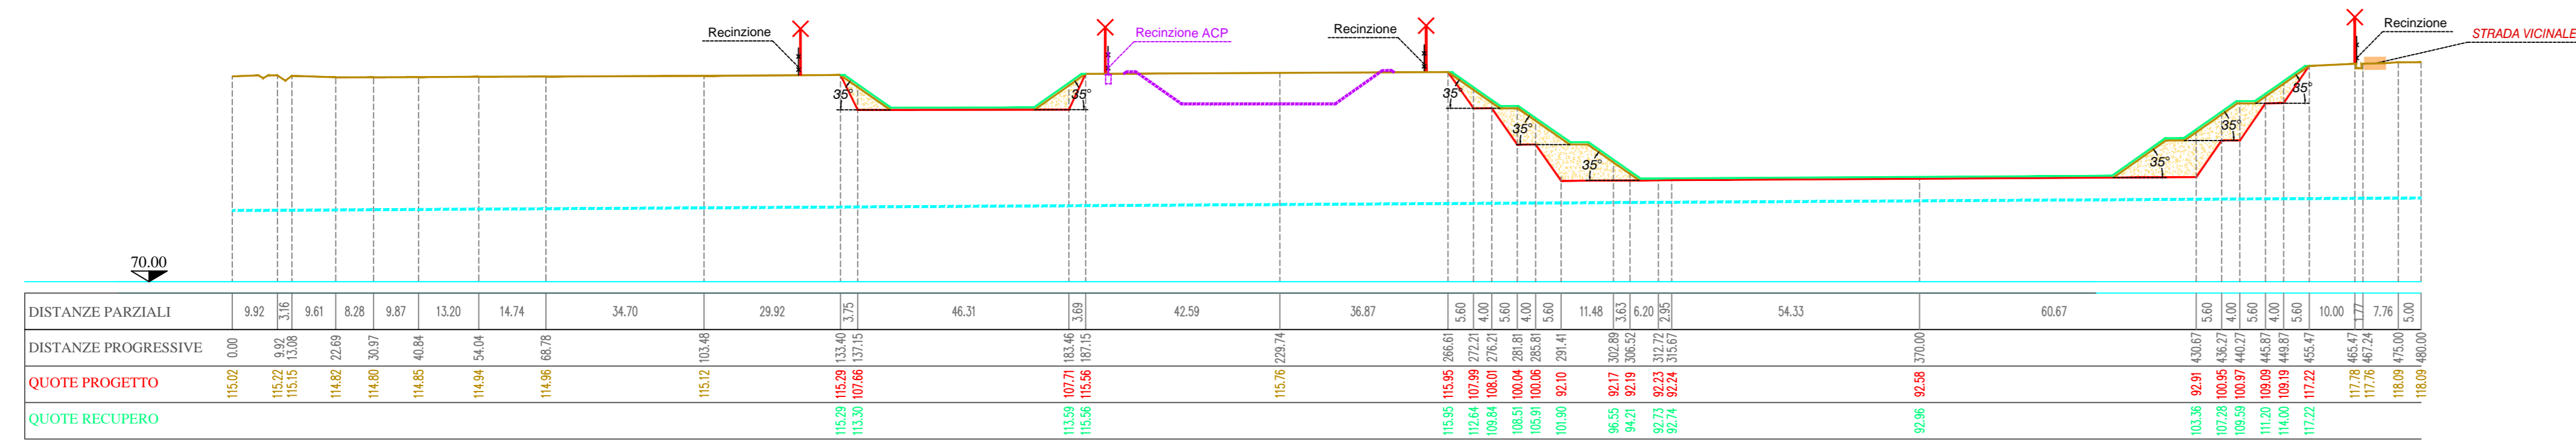 Recinzione
Recinzione ACP
Recinzione
Recinzione
STRADA VICINALE
35°
35°
35°
35°
35°
35°
35°
35°
70.00
DISTANZE PARZIALI 9.92 3.16 9.61 8.28 9.87 13.20 14.74 34.70 29.92 3.75 46.31 3.69 42.59 36.87 5.60 4.00 5.60 4.00 5.60 11.48 3.63 6.20 2.95 54.33 60.67 5.60 4.00 5.60 4.00 5.60 10.00 1.77 7.76 5.00
DISTANZE PROGRESSIVE 0.00 9.92 13.08 22.69 30.97 40.84 54.04 68.78 103.48 133.40 137.15 183.46 187.15 229.74 266.61 272.21 276.21 281.81 285.81 291.41 302.89 306.52 312.72 315.67 370.00 430.67 436.27 440.27 445.87 449.87 455.47 465.47 467.24 475.00 480.00
QUOTE PROGETTO 115.02 115.22 115.15 114.82 114.80 114.85 114.94 114.96 115.12 115.29 107.66 107.71 115.56 115.76 115.95 107.99 108.01 100.04 100.06 92.10 92.17 92.19 92.23 92.24 92.58 92.91 100.95 100.97 109.09 109.19 117.22 117.78 117.76 118.09 118.09
QUOTE RECUPERO 115.29 113.30 113.59 115.56 115.95 112.64 109.84 108.51 105.91 101.90 96.55 94.21 92.73 92.74 92.96 103.36 107.28 109.59 111.20 114.00 117.22